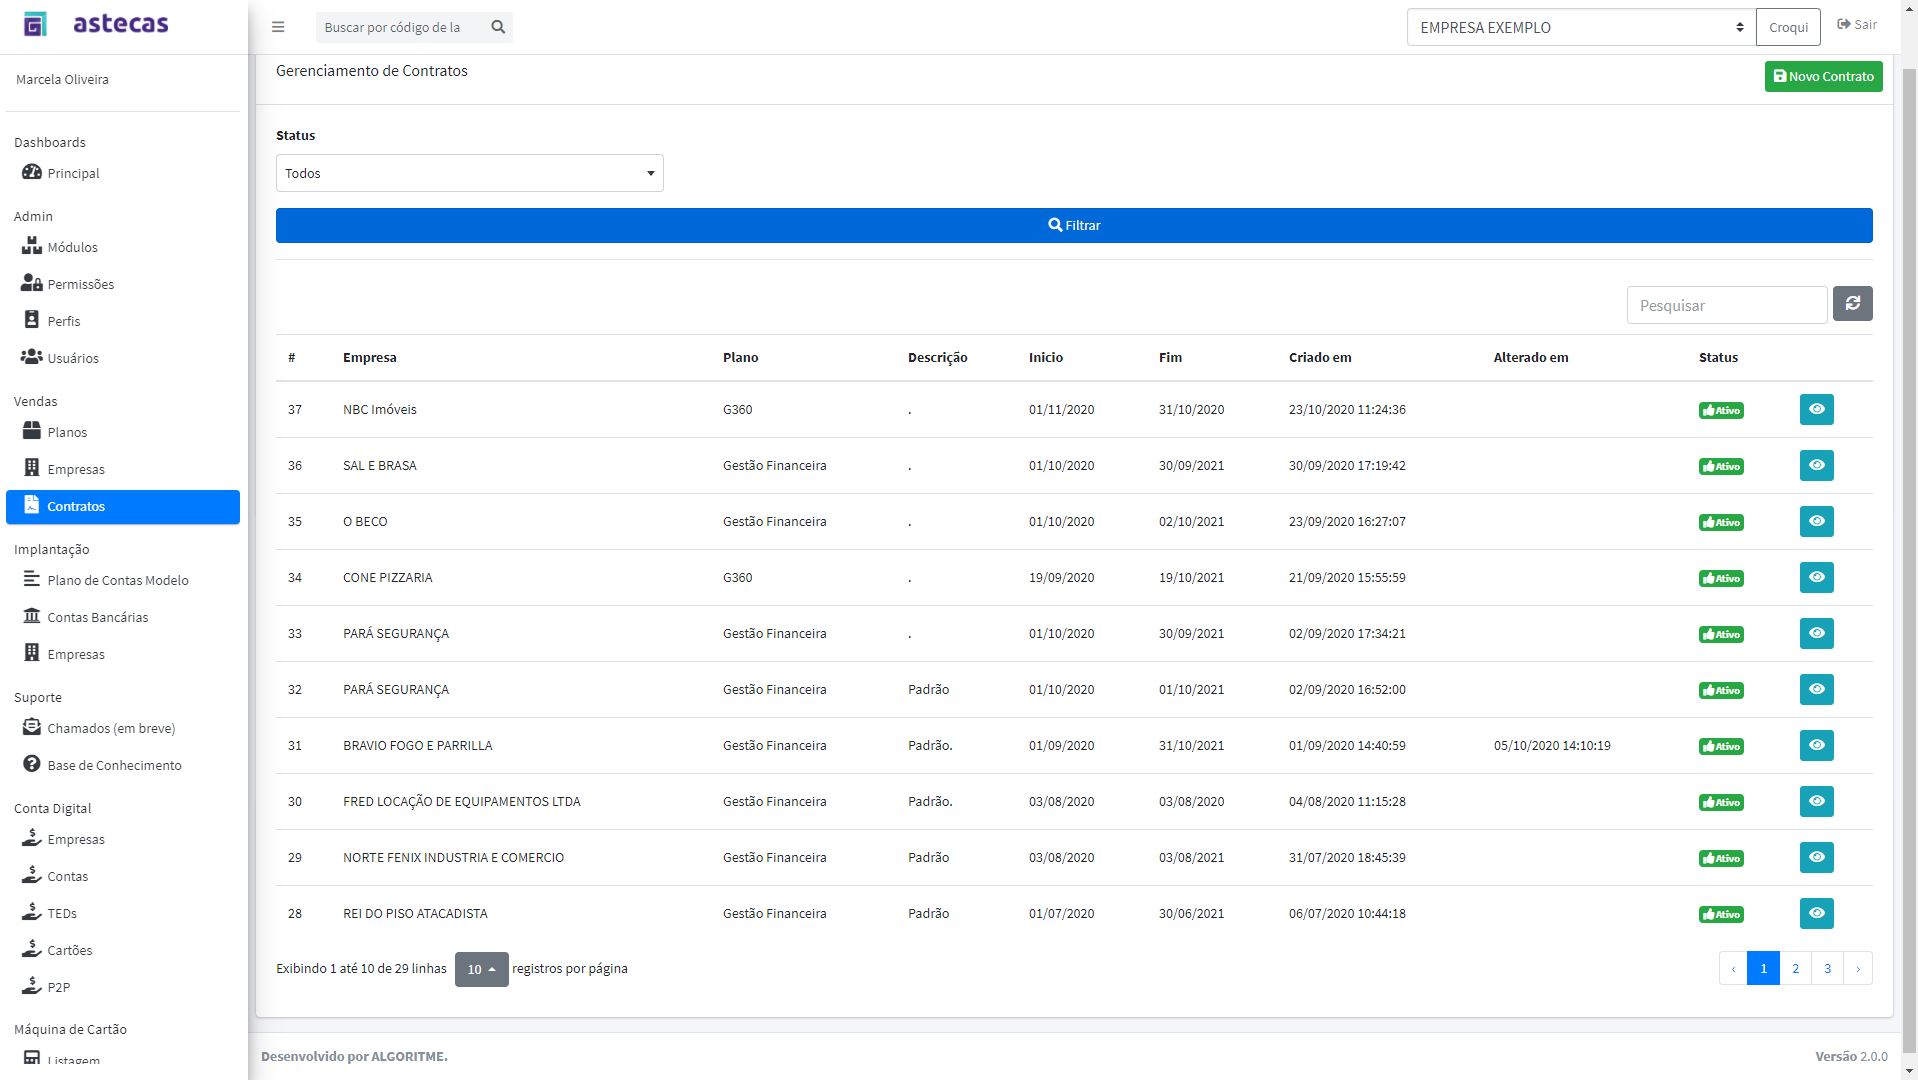 astecas
Buscar por código de la
EMPRESA EXEMPLO
Croqui
Sair
Marcela Oliveira
Dashboards
Principal
Admin
Módulos
Permissões
Perfis
Usuários
Vendas
Planos
Empresas
Contratos
Implantação
Plano de Contas Modelo
Contas Bancárias
Empresas
Suporte
Chamados (em breve)
Base de Conhecimento
Conta Digital
Empresas
Contas
TEDs
Cartões
P2P
Máquina de Cartão
Listagem
Gerenciamento de Contratos
Novo Contrato
Status
Todos
Filtrar
Pesquisar
# Empresa Plano Descrição Inicio Fim Criado em Alterado em Status
37 NBC Imóveis G360 . 01/11/2020 31/10/2020 23/10/2020 11:24:36 Ativo
36 SAL E BRASA Gestão Financeira . 01/10/2020 30/09/2021 30/09/2020 17:19:42 Ativo
35 O BECO Gestão Financeira . 01/10/2020 02/10/2021 23/09/2020 16:27:07 Ativo
34 CONE PIZZARIA G360 . 19/09/2020 19/10/2021 21/09/2020 15:55:59 Ativo
33 PARÁ SEGURANÇA Gestão Financeira . 01/10/2020 30/09/2021 02/09/2020 17:34:21 Ativo
32 PARÁ SEGURANÇA Gestão Financeira Padrão 01/10/2020 01/10/2021 02/09/2020 16:52:00 Ativo
31 BRAVIO FOGO E PARRILLA Gestão Financeira Padrão. 01/09/2020 31/10/2021 01/09/2020 14:40:59 05/10/2020 14:10:19 Ativo
30 FRED LOCAÇÃO DE EQUIPAMENTOS LTDA Gestão Financeira Padrão. 03/08/2020 03/08/2020 04/08/2020 11:15:28 Ativo
29 NORTE FENIX INDUSTRIA E COMERCIO Gestão Financeira Padrão 03/08/2020 03/08/2021 31/07/2020 18:45:39 Ativo
28 REI DO PISO ATACADISTA Gestão Financeira Padrão 01/07/2020 30/06/2021 06/07/2020 10:44:18 Ativo
Exibindo 1 até 10 de 29 linhas 10 registros por página
‹ 1 2 3 ›
Desenvolvido por ALGORITME.
Versão 2.0.0